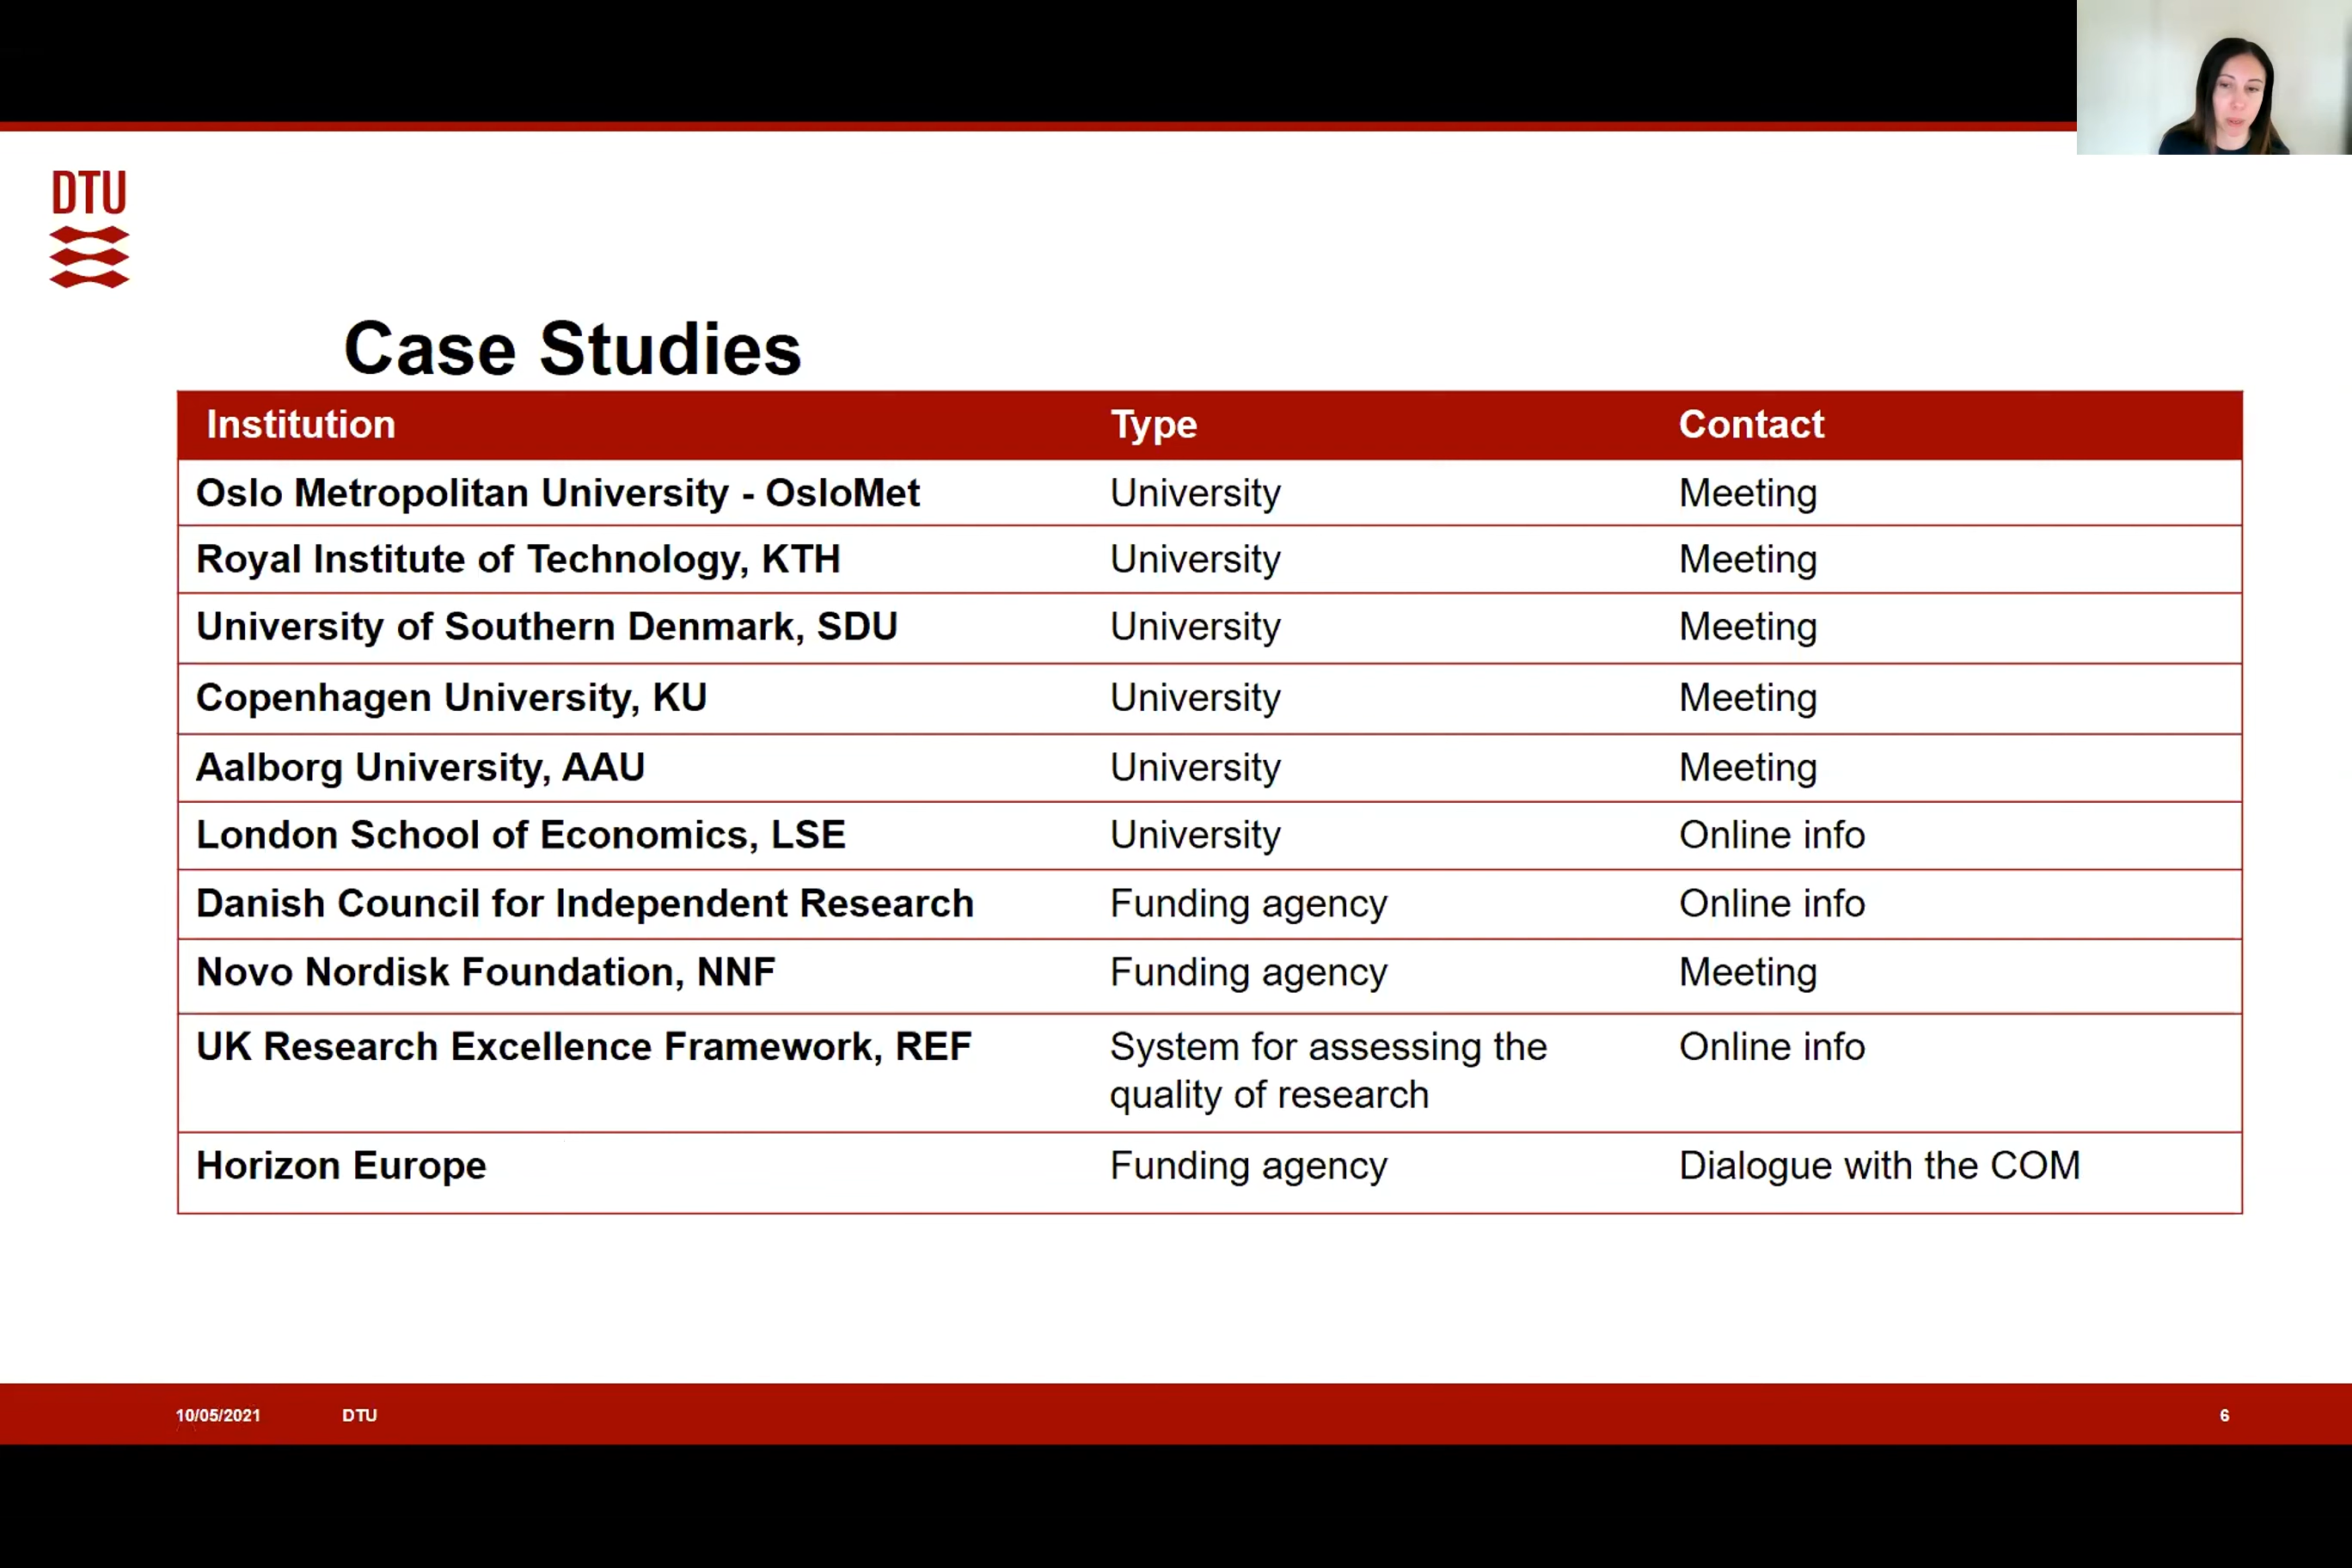 DTU
Case Studies
Institution Type Contact
Oslo Metropolitan University - OsloMet University Meeting
Royal Institute of Technology, KTH University Meeting
University of Southern Denmark, SDU University Meeting
Copenhagen University, KU University Meeting
Aalborg University, AAU University Meeting
London School of Economics, LSE University Online info
Danish Council for Independent Research Funding agency Online info
Novo Nordisk Foundation, NNF Funding agency Meeting
UK Research Excellence Framework, REF System for assessing the Online info
quality of research
Horizon Europe Funding agency Dialogue with the COM
10/05/2021 DTU 6